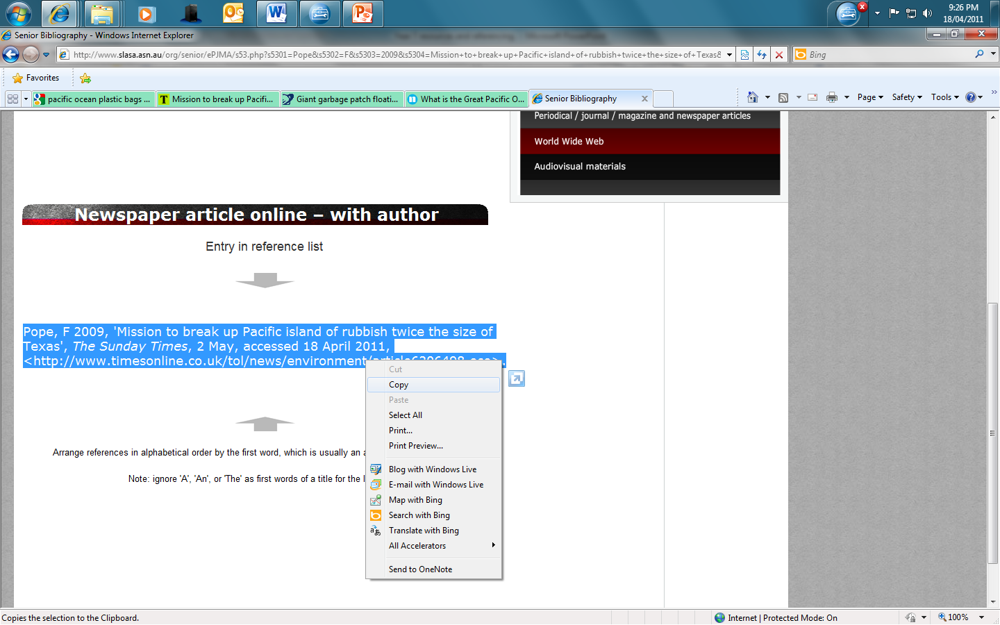 9:26 PM
18/04/2011
Senior Bibliography - Windows Internet Explorer
http://www.slasa.asn.au/org/senior/ePJMA/s53.php?s5301=Pope&s5302=F&s5303=2009&s5304=Mission+to+break+up+Pacific+island+of+rubbish+twice+the+size+of+Texas&
Bing
Favorites
pacific ocean plastic bags ...
Mission to break up Pacifi...
Giant garbage patch floati...
What is the Great Pacific O...
Senior Bibliography
Page
Safety
Tools
Periodical / journal / magazine and newspaper articles
World Wide Web
Audiovisual materials
Newspaper article online – with author
Entry in reference list
Pope, F 2009, 'Mission to break up Pacific island of rubbish twice the size of
Texas', The Sunday Times, 2 May, accessed 18 April 2011,
<http://www.timesonline.co.uk/tol/news/environment/
Cut
Copy
Paste
Select All
Print...
Print Preview...
Arrange references in alphabetical order by the first word, which is usually an
Note: ignore 'A', 'An', or 'The' as first words of a title for the
Blog with Windows Live
E-mail with Windows Live
Map with Bing
Search with Bing
Translate with Bing
All Accelerators
Send to OneNote
Copies the selection to the Clipboard.
Internet | Protected Mode: On
100%